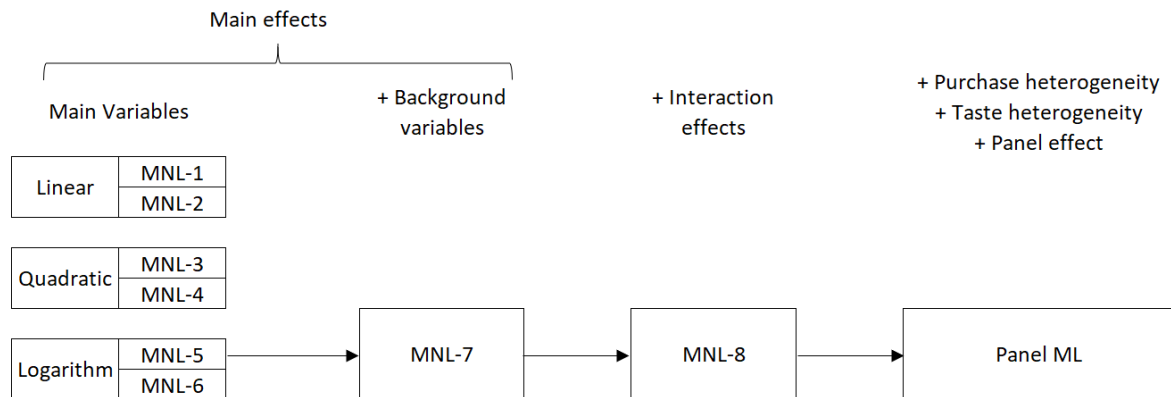 Main effects
Main Variables
+ Background
variables
+ Interaction
effects
+ Purchase heterogeneity
+ Taste heterogeneity
+ Panel effect
Linear
MNL-1
MNL-2
Quadratic
MNL-3
MNL-4
Logarithm
MNL-5
MNL-6
MNL-7
MNL-8
Panel ML